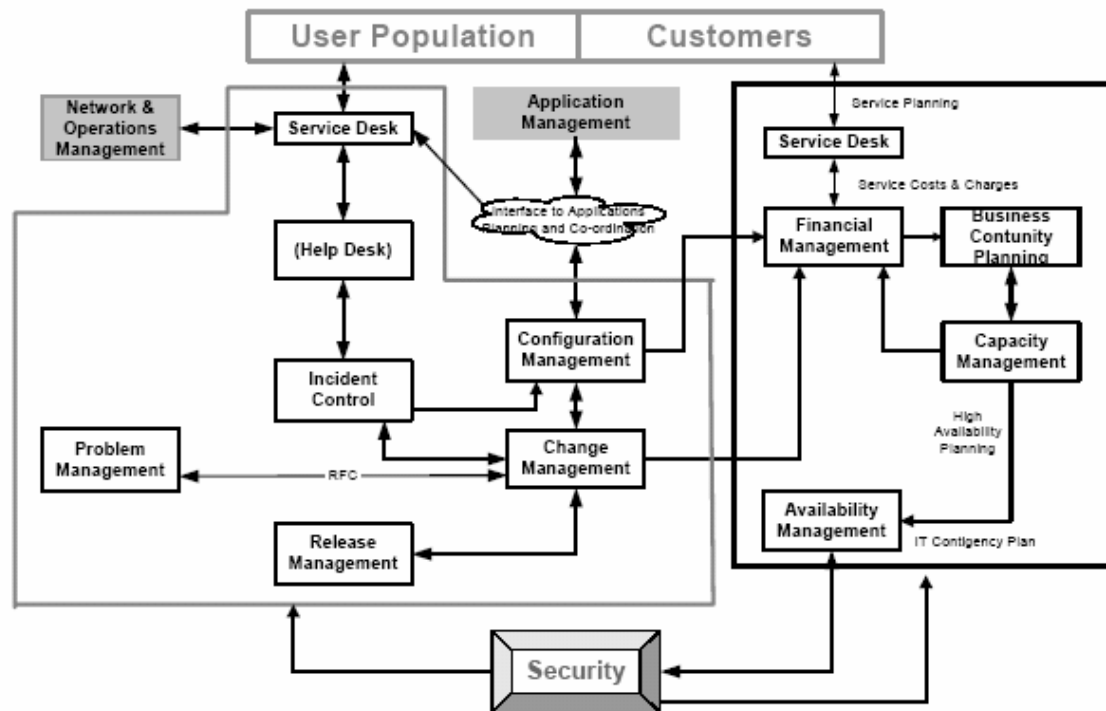 User Population
Customers
Network &
Operations
Management
Service Desk
Application
Management
Service Planning
Service Desk
Interface to Applications
Planning and Co-ordination
Service Costs & Charges
(Help Desk)
Financial
Management
Business
Contunity
Planning
Configuration
Management
Capacity
Management
Incident
Control
High
Availability
Planning
Problem
Management
RFC
Change
Management
Release
Management
Availability
Management
IT Contigency Plan
Security